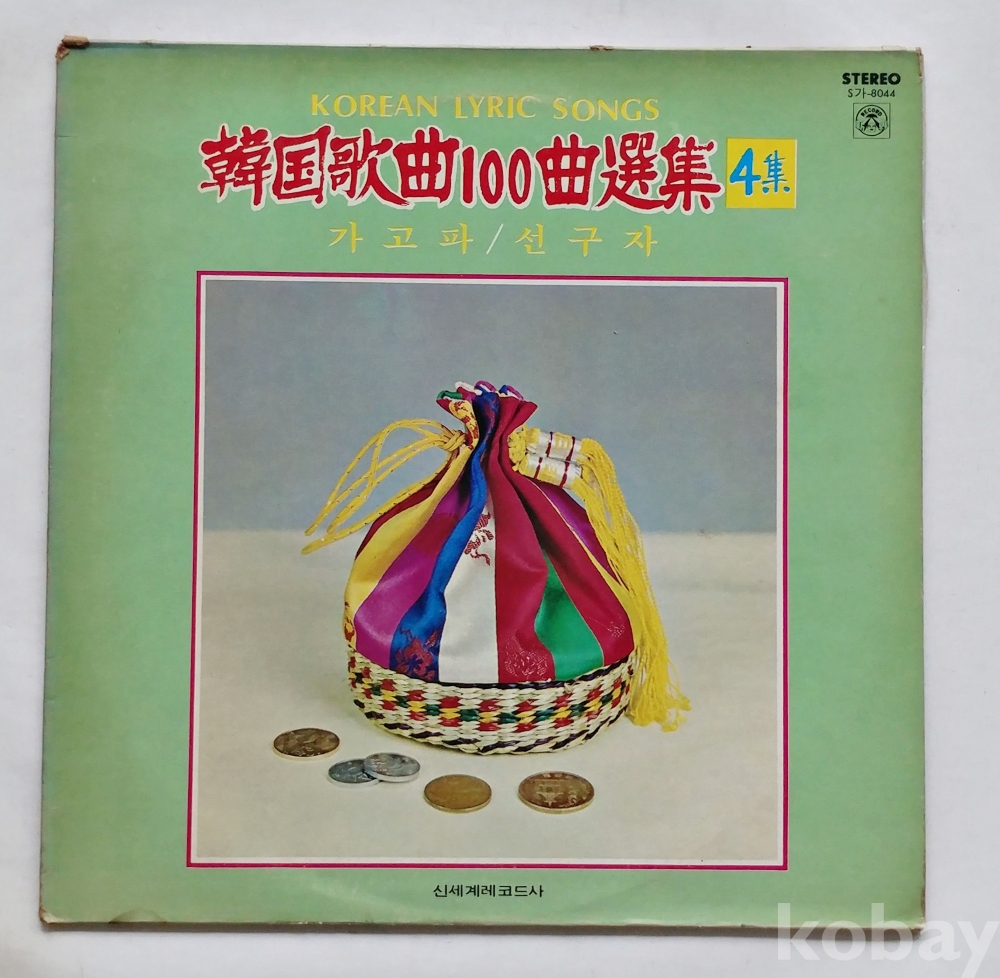 STEREO
S가-8044
RECORD
KOREAN LYRIC SONGS
韓国歌曲100曲選集 4集
가고파/선구자
신세계레코드사
kobay